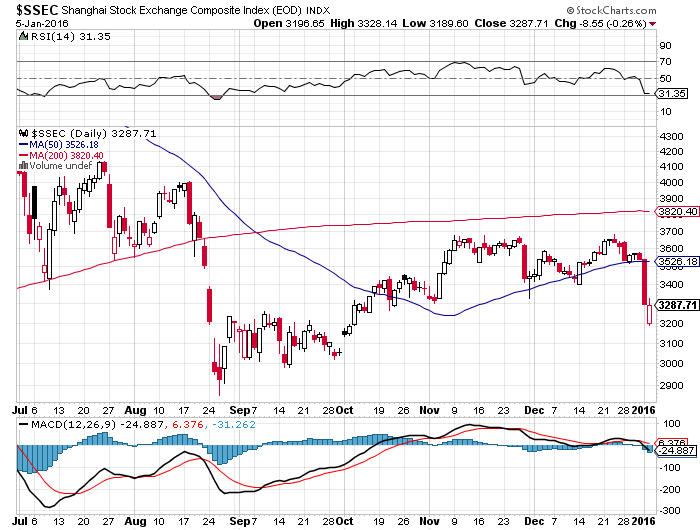 $SSEC Shanghai Stock Exchange Composite Index (EOD) INDX © StockCharts.com
5-Jan-2016 Open 3196.65 High 3328.14 Low 3189.60 Close 3287.71 Chg -8.55 (-0.26%)
RSI(14) 31.35
90
70
50
31.35
10
$SSEC (Daily) 3287.71
MA(50) 3526.18
MA(200) 3820.40
Volume undef
4300
4200
4100
4000
3900
3820.40
3700
3600
3526.18
3400
3287.71
3200
3100
3000
2900
Jul 6 13 20 27 Aug 10 17 24 Sep 7 14 21 28 Oct 19 26 Nov 9 16 23 Dec 7 14 21 28 2016
MACD(12,26,9) -24.887, 6.376, -31.262
100
6.376
-24.887
-100
-200
-300
Jul 6 13 20 27 Aug 10 17 24 Sep 7 14 21 28 Oct 19 26 Nov 9 16 23 Dec 7 14 21 28 2016